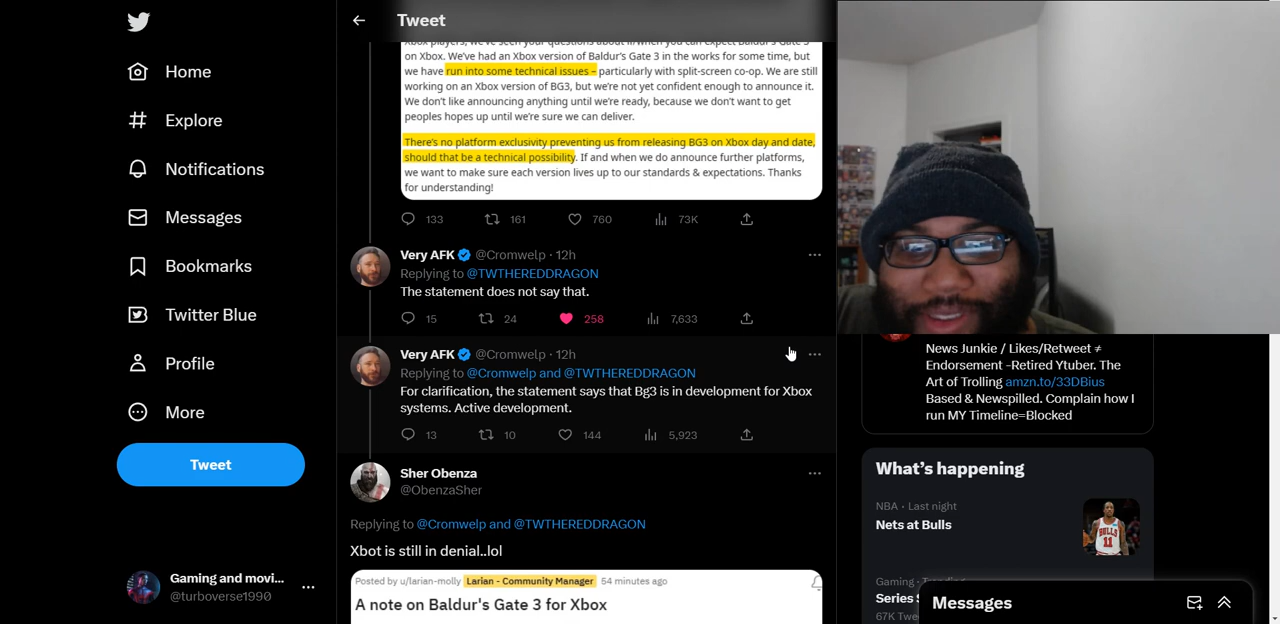 Tweet
Home
Explore
Notifications
Messages
Bookmarks
Twitter Blue
Profile
More
Tweet
Gaming and movi...
@turboverse1990
Xbox players, we've seen your questions about if/when you can expect Baldur's Gate 3
on Xbox. We've had an Xbox version of Baldur's Gate 3 in the works for some time, but
we have run into some technical issues – particularly with split-screen co-op. We are still
working on an Xbox version of BG3, but we're not yet confident enough to announce it.
We don't like announcing anything until we're ready, because we don't want to get
peoples hopes up until we're sure we can deliver.
There's no platform exclusivity preventing us from releasing BG3 on Xbox day and date,
should that be a technical possibility. If and when we do announce further platforms,
we want to make sure each version lives up to our standards & expectations. Thanks
for understanding!
133 161 760 73K
Very AFK @Cromwelp · 12h
Replying to @TWTHEREDDRAGON
The statement does not say that.
15 24 258 7,633
Very AFK @Cromwelp · 12h
Replying to @Cromwelp and @TWTHEREDDRAGON
For clarification, the statement says that Bg3 is in development for Xbox
systems. Active development.
13 10 144 5,923
Sher Obenza
@ObenzaSher
Replying to @Cromwelp and @TWTHEREDDRAGON
Xbot is still in denial..lol
Posted by u/larian-molly Larian - Community Manager 54 minutes ago
A note on Baldur's Gate 3 for Xbox
News Junkie / Likes/Retweet ≠
Endorsement -Retired Ytuber. The
Art of Trolling amzn.to/33DBius
Based & Newspilled. Complain how I
run MY Timeline=Blocked
What's happening
NBA · Last night
Nets at Bulls
Gaming · Trending
Series
67K
Messages